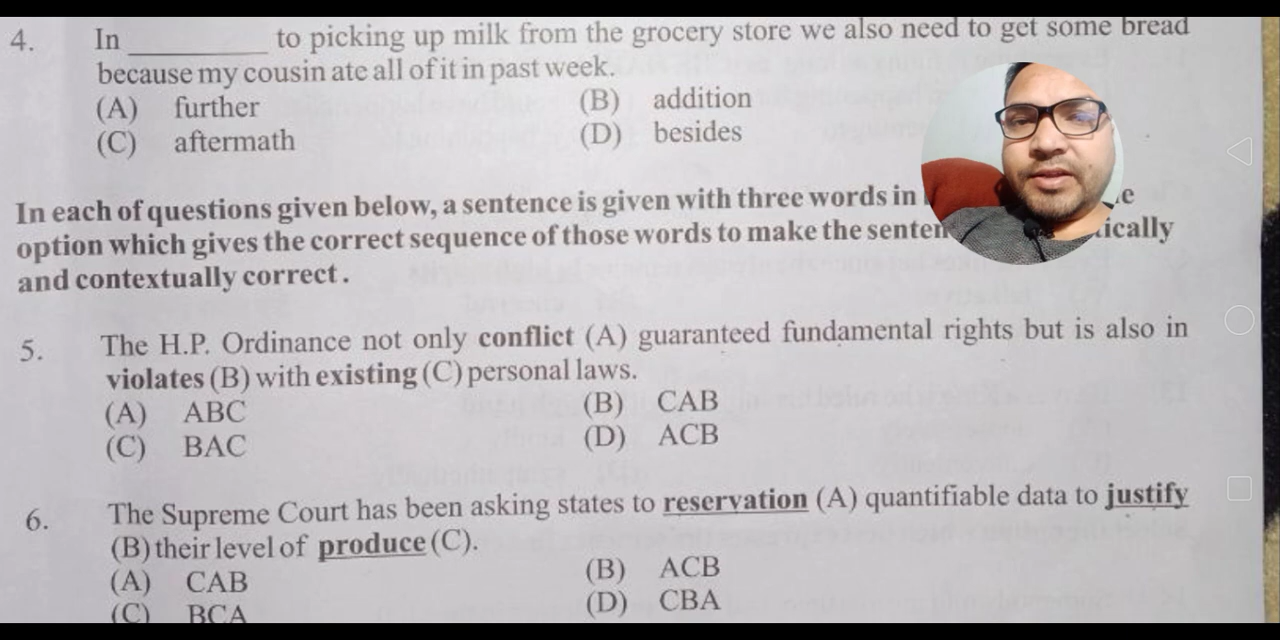 4. In __________ to picking up milk from the grocery store we also need to get some bread
because my cousin ate all of it in past week.
(A) further (B) addition
(C) aftermath (D) besides
In each of questions given below, a sentence is given with three words in
option which gives the correct sequence of those words to make the
and contextually correct.
5. The H.P. Ordinance not only conflict (A) guaranteed fundamental rights but is also in
violates (B) with existing (C) personal laws.
(A) ABC (B) CAB
(C) BAC (D) ACB
6. The Supreme Court has been asking states to reservation (A) quantifiable data to justify
(B) their level of produce (C).
(A) CAB (B) ACB
(C) BCA (D) CBA